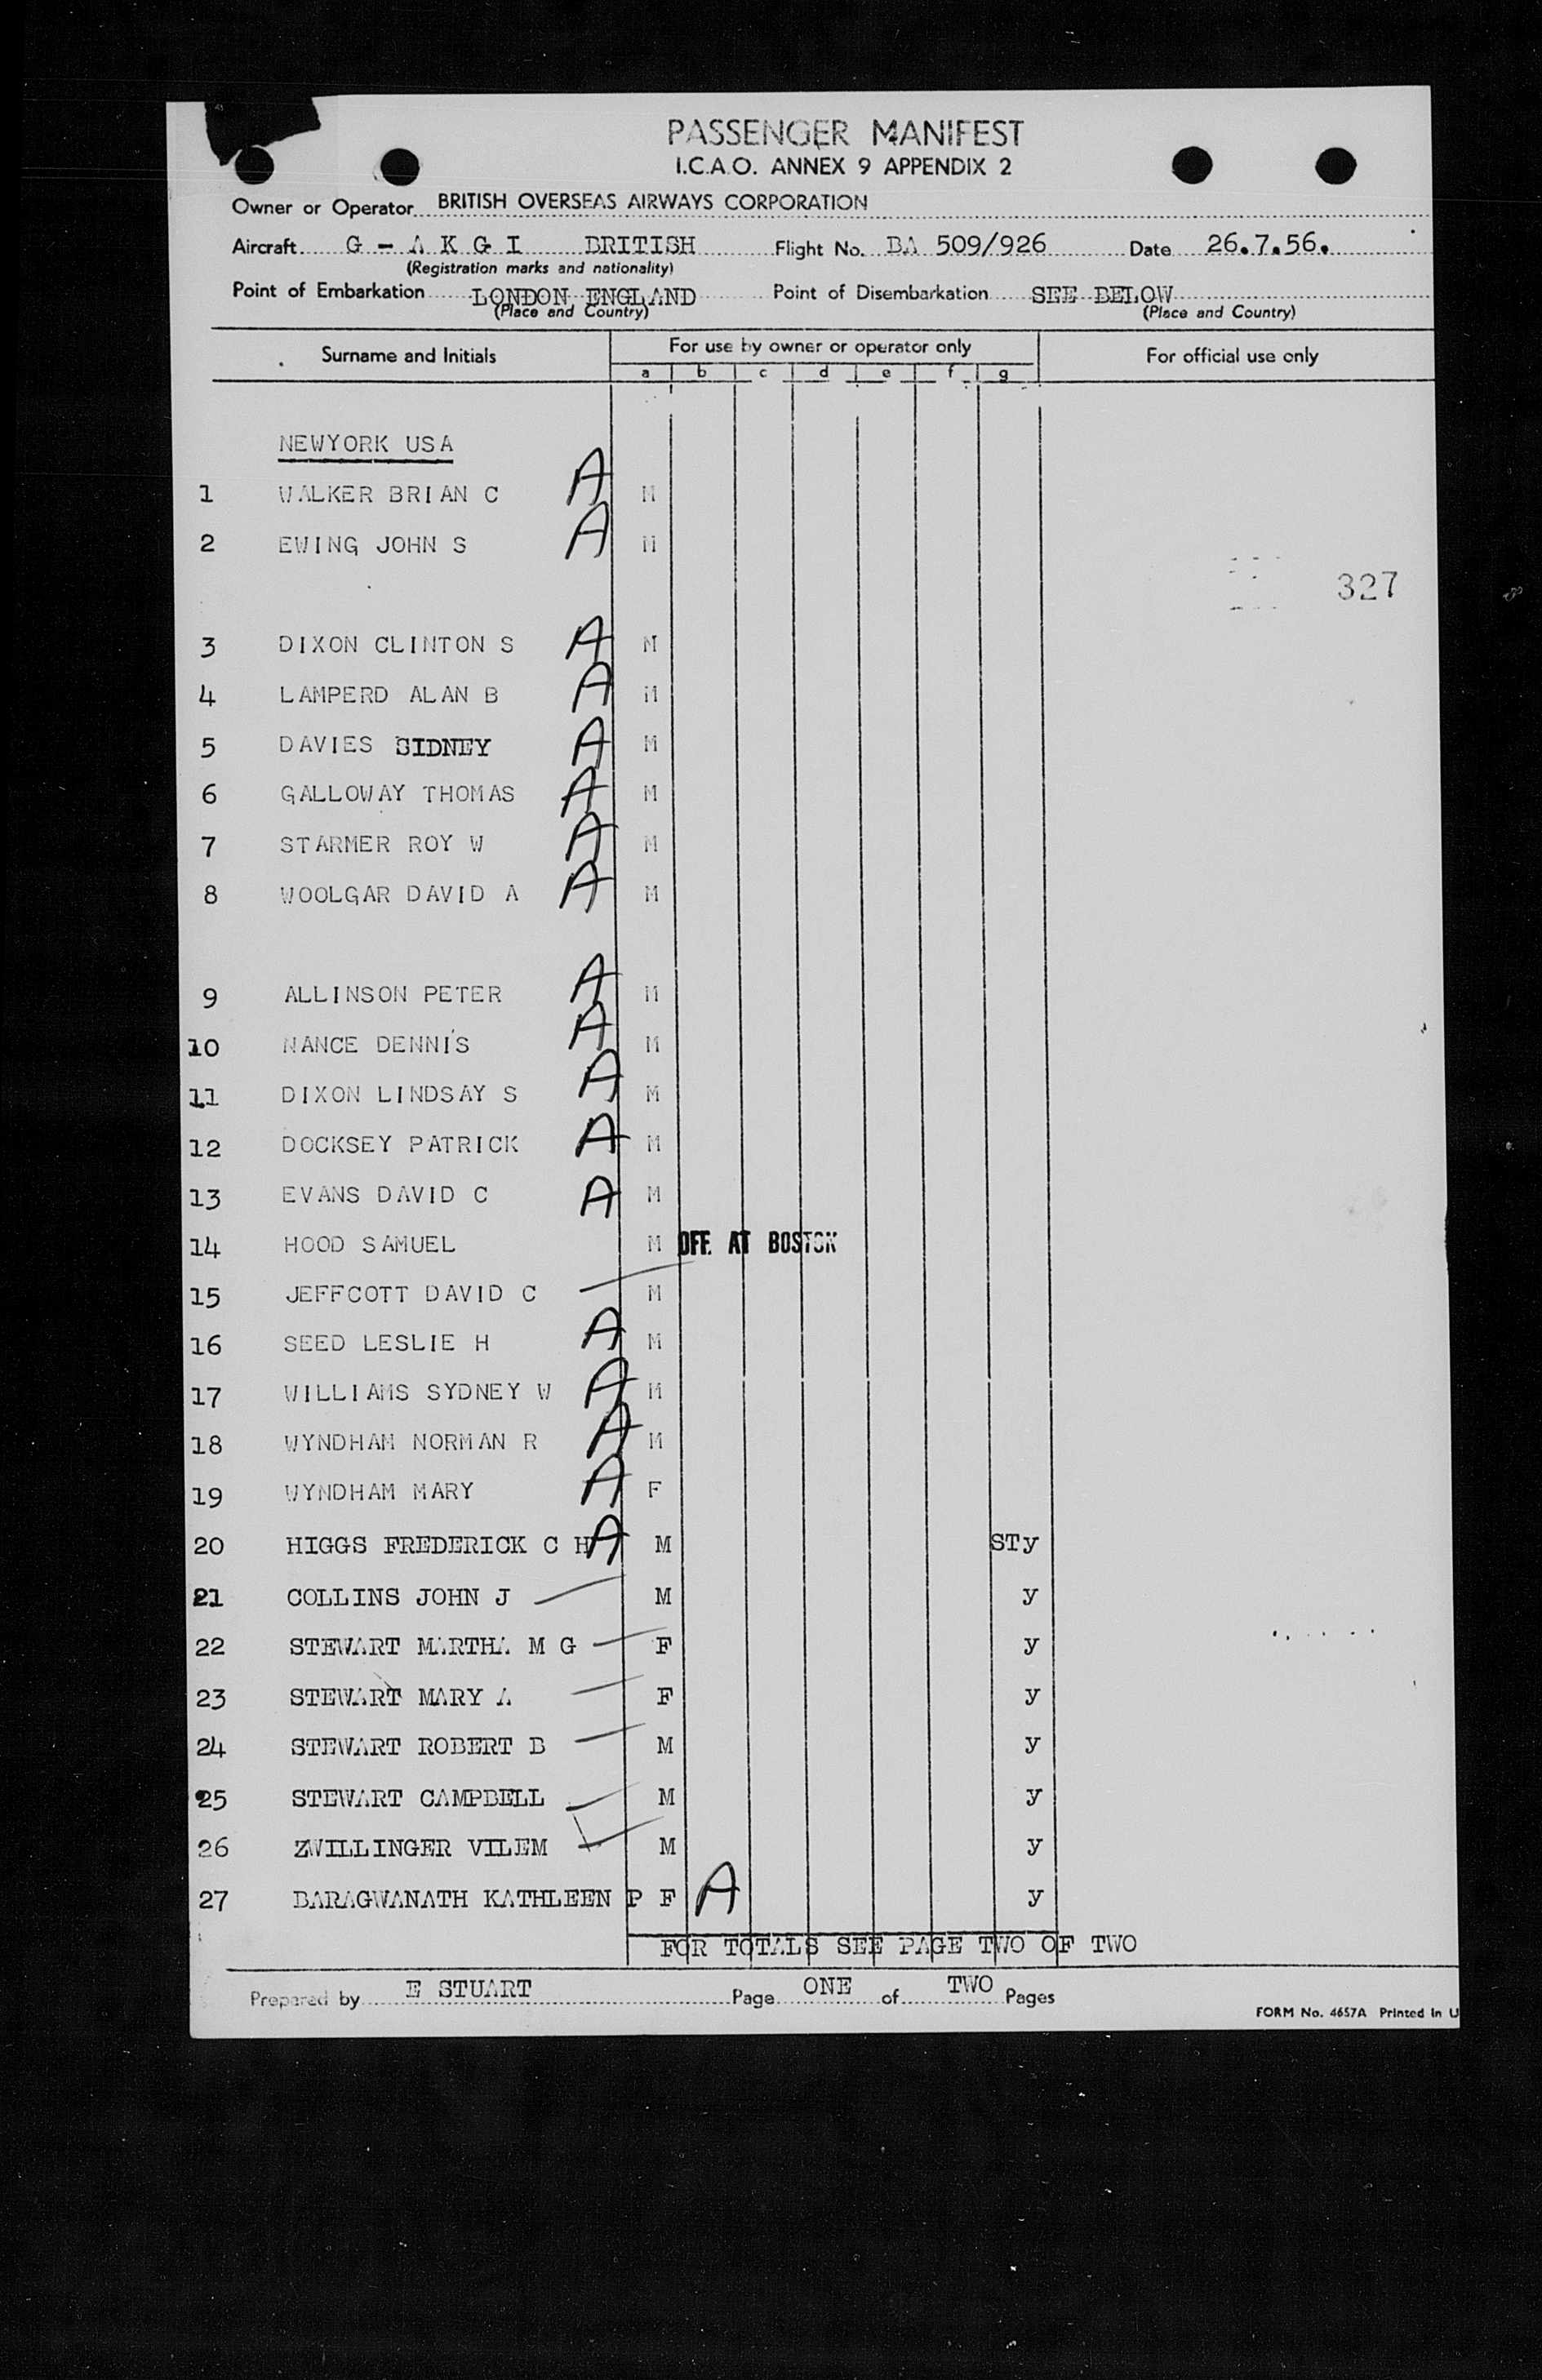 PASSENGER MANIFEST
I.C.A.O. ANNEX 9 APPENDIX 2
Owner or Operator BRITISH OVERSEAS AIRWAYS CORPORATION
Aircraft G - A K G I BRITISH Flight No. BA 509/926 Date 26.7.56.
(Registration marks and nationality)
Point of Embarkation LONDON ENGLAND Point of Disembarkation SEE BELOW
(Place and Country) (Place and Country)
Surname and Initials For use by owner or operator only For official use only
a b c d e f g
NEWYORK USA
1 WALKER BRIAN C A M
2 EWING JOHN S A M
327
3 DIXON CLINTON S A M
4 LAMPERD ALAN B A M
5 DAVIES SIDNEY A M
6 GALLOWAY THOMAS A M
7 STARMER ROY W A M
8 WOOLGAR DAVID A A M
9 ALLINSON PETER A M
10 NANCE DENNIS A M
11 DIXON LINDSAY S A M
12 DOCKSEY PATRICK A M
13 EVANS DAVID C A M
14 HOOD SAMUEL M OFF. AT BOSTON
15 JEFFCOTT DAVID C M
16 SEED LESLIE H A M
17 WILLIAMS SYDNEY W A M
18 WYNDHAM NORMAN R A M
19 WYNDHAM MARY A F
20 HIGGS FREDERICK C H A M STy
21 COLLINS JOHN J M y
22 STEWART MARTHA M G F y
23 STEWART MARY A F y
24 STEWART ROBERT B M y
25 STEWART CAMPBELL M y
26 ZWILLINGER VILEM M y
27 BARAGWANATH KATHLEEN P F A y
FOR TOTALS SEE PAGE TWO OF TWO
Prepared by E STUART Page ONE of TWO Pages
FORM No. 4657A Printed in U